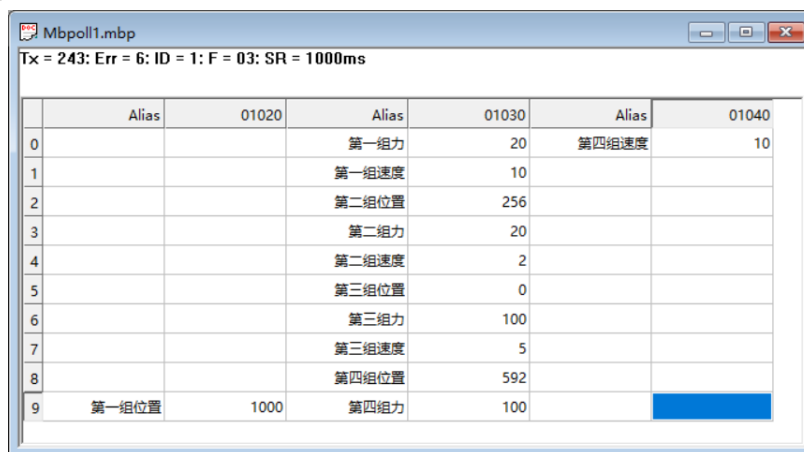 Mbpoll1.mbp
Tx = 243: Err = 6: ID = 1: F = 03: SR = 1000ms
Alias 01020 Alias 01030 Alias 01040
0 第一组力 20 第四组速度 10
1 第一组速度 10
2 第二组位置 256
3 第二组力 20
4 第二组速度 2
5 第三组位置 0
6 第三组力 100
7 第三组速度 5
8 第四组位置 592
9 第一组位置 1000 第四组力 100